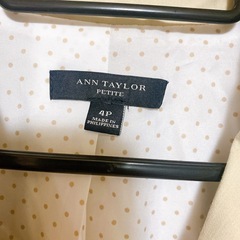 ANN TAYLOR
PETITE
4P
MADE IN
PHILIPPINES